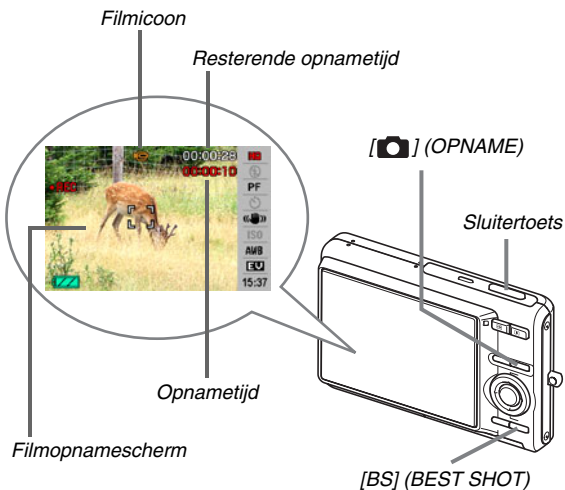 Filmicoon
Resterende opnametijd
[ ] (OPNAME)
Sluitertoets
00:00:28
00:00:10
REC
PF
ISO
AWB
EV
15:37
Opnametijd
Filmopnamescherm
[BS] (BEST SHOT)